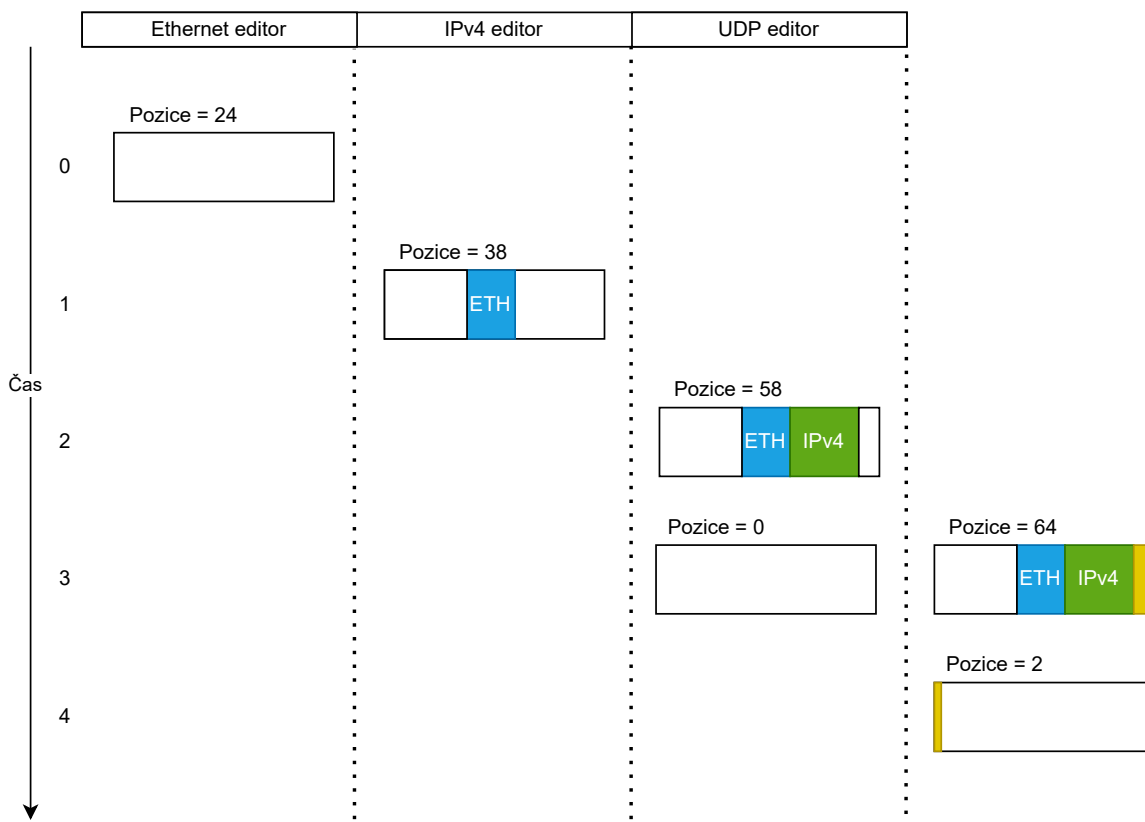 Ethernet editor IPv4 editor UDP editor
Pozice = 24
0
Pozice = 38
1
ETH
Čas
Pozice = 58
2
ETH IPv4
Pozice = 0
Pozice = 64
3
ETH IPv4
Pozice = 2
4